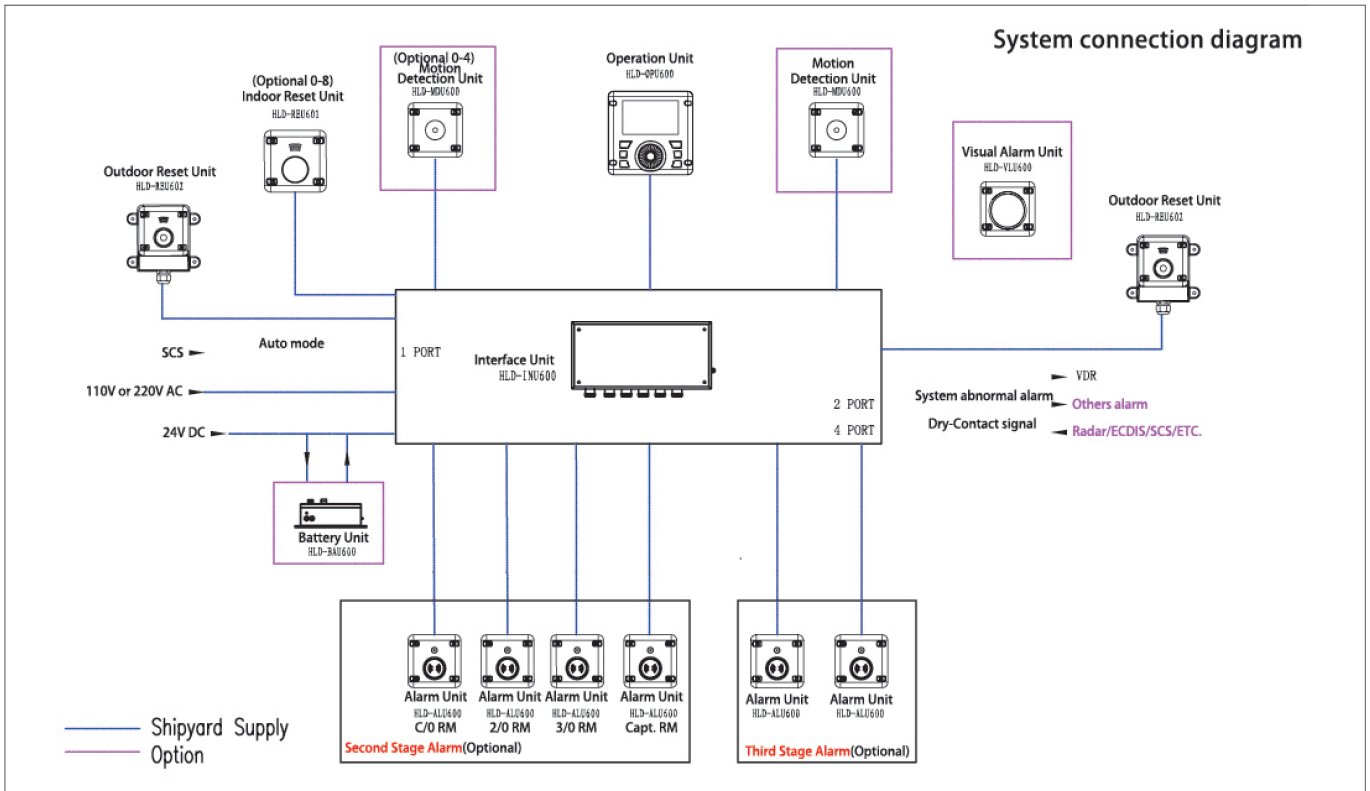 System connection diagram
(Optional 0-8)
Indoor Reset Unit
HLD-REU601
(Optional 0-4)
Motion
Detection Unit
HLD-MDU600
Operation Unit
HLD-OPU600
Motion
Detection Unit
HLD-MDU600
Visual Alarm Unit
HLD-VLU600
Outdoor Reset Unit
HLD-REU602
Outdoor Reset Unit
HLD-REU602
SCS
Auto mode
1 PORT
110V or 220V AC
24V DC
Interface Unit
HLD-INU600
2 PORT
4 PORT
VDR
System abnormal alarm
Others alarm
Dry-Contact signal
Radar/ECDIS/SCS/ETC.
Battery Unit
HLD-BAU600
Alarm Unit
HLD-ALU600
C/0 RM
Alarm Unit
HLD-ALU600
2/0 RM
Alarm Unit
HLD-ALU600
3/0 RM
Alarm Unit
HLD-ALU600
Capt. RM
Second Stage Alarm(Optional)
Alarm Unit
HLD-ALU600
Alarm Unit
HLD-ALU600
Third Stage Alarm(Optional)
Shipyard Supply
Option